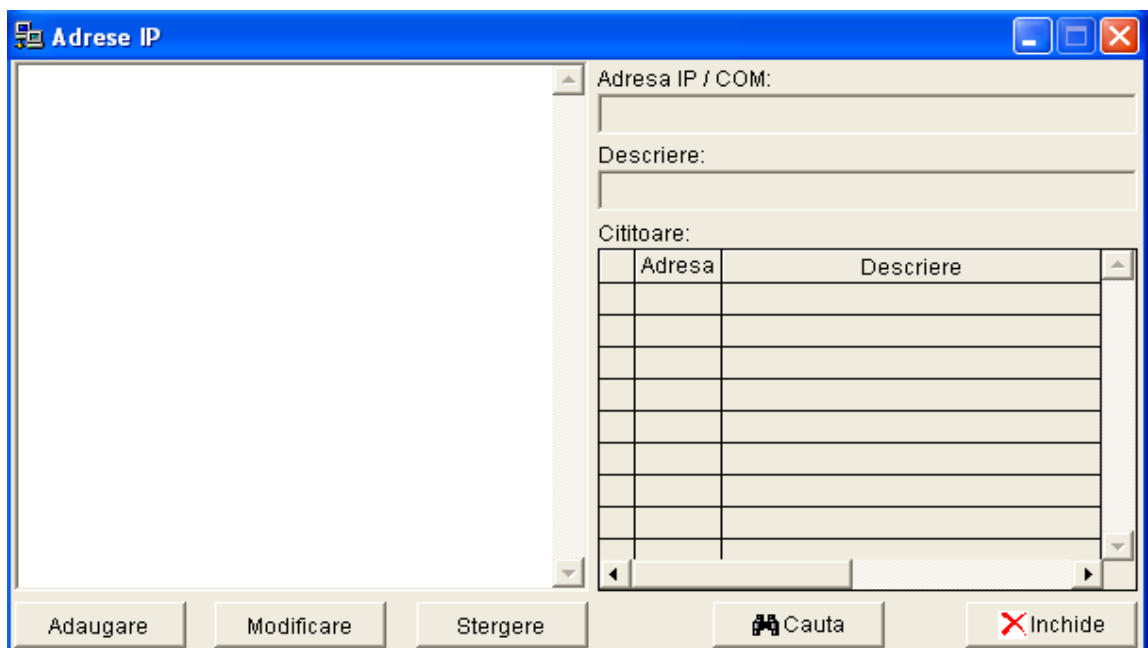 Adrese IP
Adresa IP / COM:
Descriere:
Cititoare:
Adresa Descriere
Adaugare Modificare Stergere Cauta Inchide